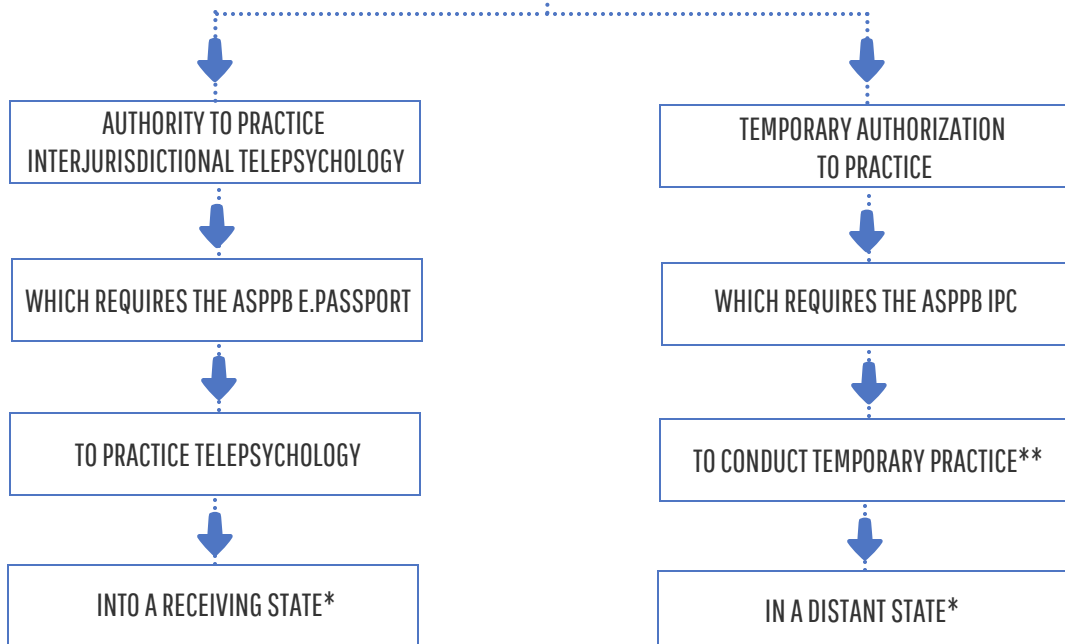 AUTHORITY TO PRACTICE
INTERJURISDICTIONAL TELEPSYCHOLOGY
WHICH REQUIRES THE ASPPB E.PASSPORT
TO PRACTICE TELEPSYCHOLOGY
INTO A RECEIVING STATE*
TEMPORARY AUTHORIZATION
TO PRACTICE
WHICH REQUIRES THE ASPPB IPC
TO CONDUCT TEMPORARY PRACTICE**
IN A DISTANT STATE*